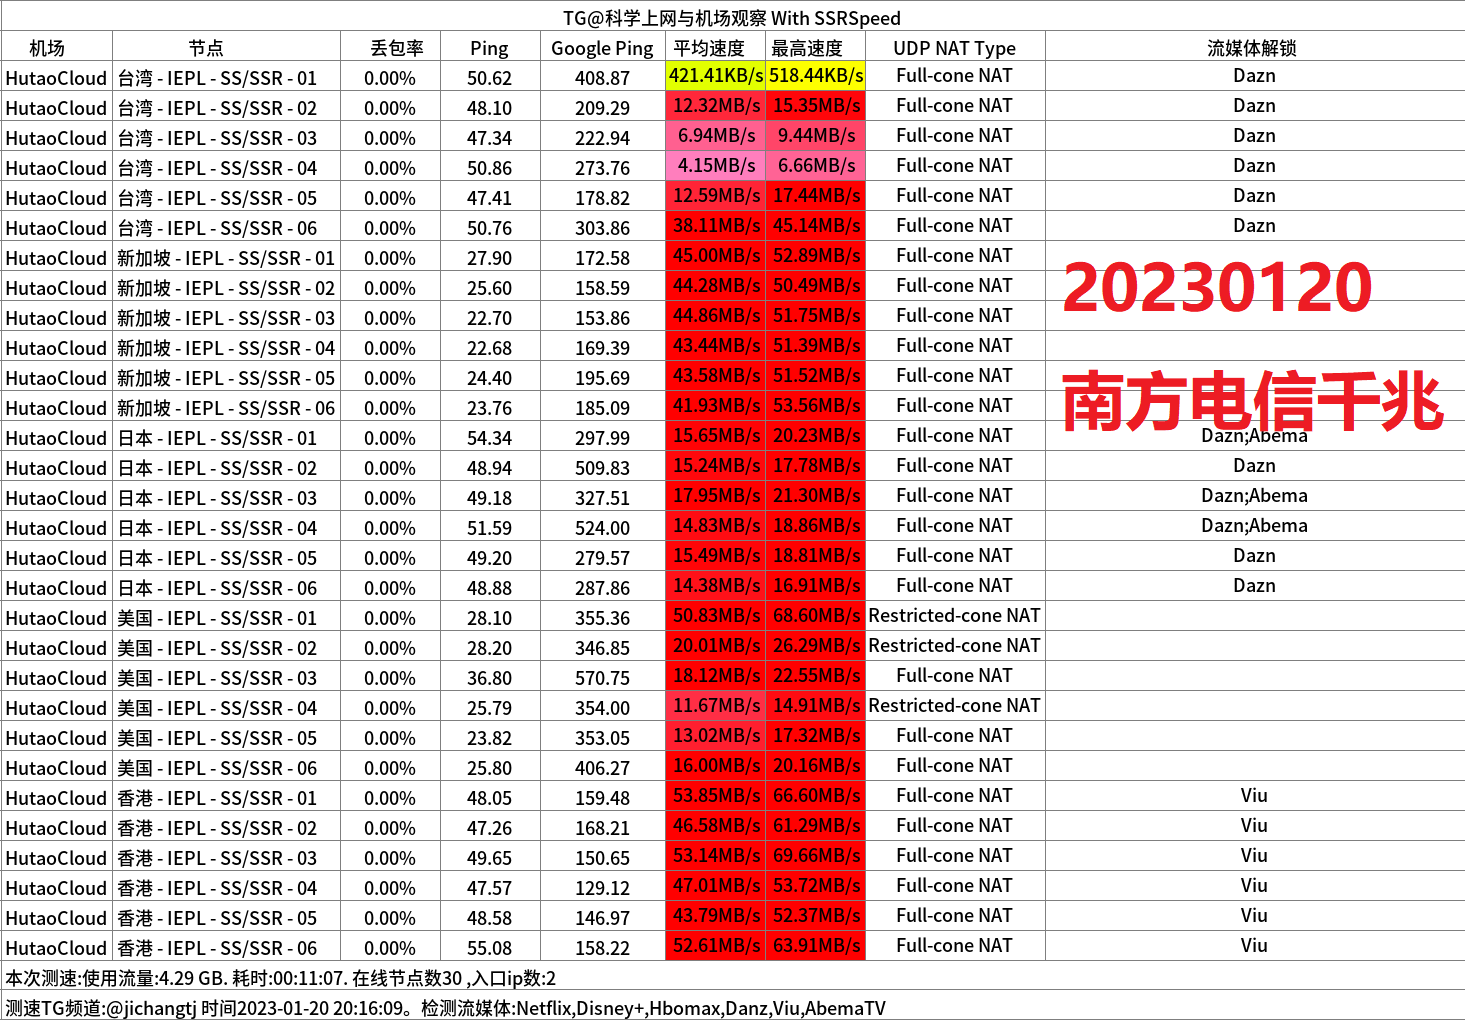 TG@科学上网与机场观察 With SSRSpeed
机场 节点 丢包率 Ping Google Ping 平均速度 最高速度 UDP NAT Type 流媒体解锁
HutaoCloud 台湾 - IEPL - SS/SSR - 01 0.00% 50.62 408.87 421.41KB/s 518.44KB/s Full-cone NAT Dazn
HutaoCloud 台湾 - IEPL - SS/SSR - 02 0.00% 48.10 209.29 12.32MB/s 15.35MB/s Full-cone NAT Dazn
HutaoCloud 台湾 - IEPL - SS/SSR - 03 0.00% 47.34 222.94 6.94MB/s 9.44MB/s Full-cone NAT Dazn
HutaoCloud 台湾 - IEPL - SS/SSR - 04 0.00% 50.86 273.76 4.15MB/s 6.66MB/s Full-cone NAT Dazn
HutaoCloud 台湾 - IEPL - SS/SSR - 05 0.00% 47.41 178.82 12.59MB/s 17.44MB/s Full-cone NAT Dazn
HutaoCloud 台湾 - IEPL - SS/SSR - 06 0.00% 50.76 303.86 38.11MB/s 45.14MB/s Full-cone NAT Dazn
HutaoCloud 新加坡 - IEPL - SS/SSR - 01 0.00% 27.90 172.58 45.00MB/s 52.89MB/s Full-cone NAT
HutaoCloud 新加坡 - IEPL - SS/SSR - 02 0.00% 25.60 158.59 44.28MB/s 50.49MB/s Full-cone NAT
20230120
HutaoCloud 新加坡 - IEPL - SS/SSR - 03 0.00% 22.70 153.86 44.86MB/s 51.75MB/s Full-cone NAT
HutaoCloud 新加坡 - IEPL - SS/SSR - 04 0.00% 22.68 169.39 43.44MB/s 51.39MB/s Full-cone NAT
HutaoCloud 新加坡 - IEPL - SS/SSR - 05 0.00% 24.40 195.69 43.58MB/s 51.52MB/s Full-cone NAT
HutaoCloud 新加坡 - IEPL - SS/SSR - 06 0.00% 23.76 185.09 41.93MB/s 53.56MB/s Full-cone NAT
南方电信千兆
HutaoCloud 日本 - IEPL - SS/SSR - 01 0.00% 54.34 297.99 15.65MB/s 20.23MB/s Full-cone NAT Dazn;Abema
HutaoCloud 日本 - IEPL - SS/SSR - 02 0.00% 48.94 509.83 15.24MB/s 17.78MB/s Full-cone NAT Dazn
HutaoCloud 日本 - IEPL - SS/SSR - 03 0.00% 49.18 327.51 17.95MB/s 21.30MB/s Full-cone NAT Dazn;Abema
HutaoCloud 日本 - IEPL - SS/SSR - 04 0.00% 51.59 524.00 14.83MB/s 18.86MB/s Full-cone NAT Dazn;Abema
HutaoCloud 日本 - IEPL - SS/SSR - 05 0.00% 49.20 279.57 15.49MB/s 18.81MB/s Full-cone NAT Dazn
HutaoCloud 日本 - IEPL - SS/SSR - 06 0.00% 48.88 287.86 14.38MB/s 16.91MB/s Full-cone NAT Dazn
HutaoCloud 美国 - IEPL - SS/SSR - 01 0.00% 28.10 355.36 50.83MB/s 68.60MB/s Restricted-cone NAT
HutaoCloud 美国 - IEPL - SS/SSR - 02 0.00% 28.20 346.85 20.01MB/s 26.29MB/s Restricted-cone NAT
HutaoCloud 美国 - IEPL - SS/SSR - 03 0.00% 36.80 570.75 18.12MB/s 22.55MB/s Full-cone NAT
HutaoCloud 美国 - IEPL - SS/SSR - 04 0.00% 25.79 354.00 11.67MB/s 14.91MB/s Restricted-cone NAT
HutaoCloud 美国 - IEPL - SS/SSR - 05 0.00% 23.82 353.05 13.02MB/s 17.32MB/s Full-cone NAT
HutaoCloud 美国 - IEPL - SS/SSR - 06 0.00% 25.80 406.27 16.00MB/s 20.16MB/s Full-cone NAT
HutaoCloud 香港 - IEPL - SS/SSR - 01 0.00% 48.05 159.48 53.85MB/s 66.60MB/s Full-cone NAT Viu
HutaoCloud 香港 - IEPL - SS/SSR - 02 0.00% 47.26 168.21 46.58MB/s 61.29MB/s Full-cone NAT Viu
HutaoCloud 香港 - IEPL - SS/SSR - 03 0.00% 49.65 150.65 53.14MB/s 69.66MB/s Full-cone NAT Viu
HutaoCloud 香港 - IEPL - SS/SSR - 04 0.00% 47.57 129.12 47.01MB/s 53.72MB/s Full-cone NAT Viu
HutaoCloud 香港 - IEPL - SS/SSR - 05 0.00% 48.58 146.97 43.79MB/s 52.37MB/s Full-cone NAT Viu
HutaoCloud 香港 - IEPL - SS/SSR - 06 0.00% 55.08 158.22 52.61MB/s 63.91MB/s Full-cone NAT Viu
本次测速:使用流量:4.29 GB. 耗时:00:11:07. 在线节点数30 ,入口ip数:2
测速TG频道:@jichangtj 时间2023-01-20 20:16:09。检测流媒体:Netflix,Disney+,Hbomax,Danz,Viu,AbemaTV